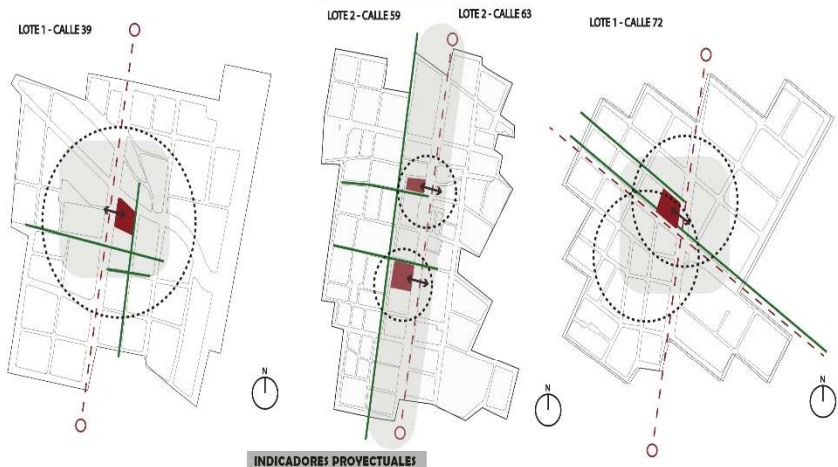 LOTE 1 - CALLE 39
LOTE 2 - CALLE 59
LOTE 2 - CALLE 63
LOTE 1 - CALLE 72
N
N
N
INDICADORES PROYECTUALES